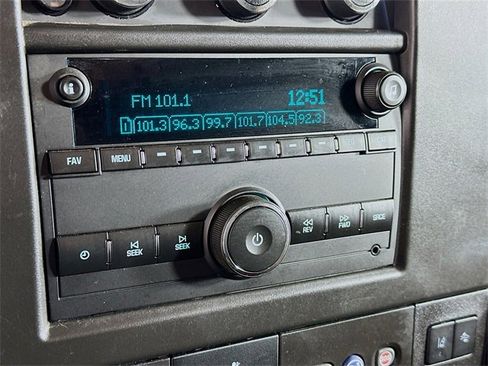 FM 101.1 12:51
1 101.3 96.3 99.7 101.7 104.5 92.3
FAV MENU
SEEK SEEK REV FWD SRCE